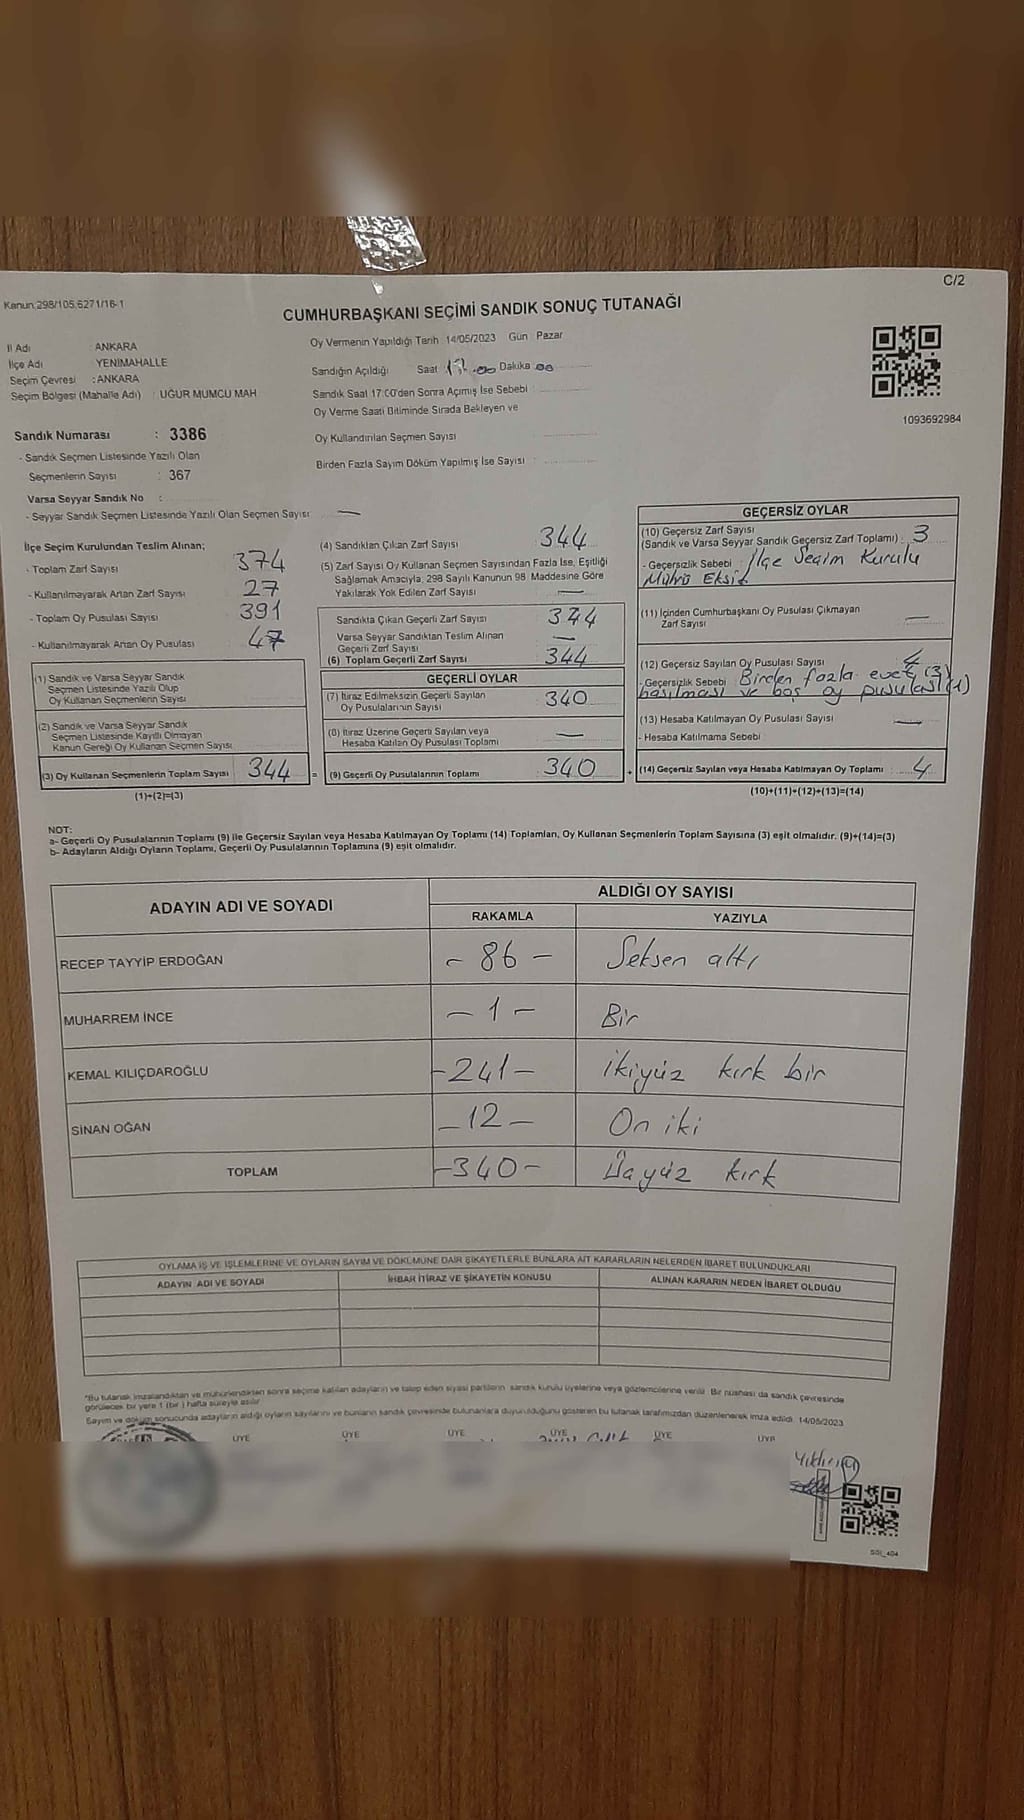 C/2
Kanun:298/105,6271/16-1
CUMHURBAŞKANI SEÇİMİ SANDIK SONUÇ TUTANAĞI
İl Adı : ANKARA
İlçe Adı : YENİMAHALLE
Seçim Çevresi : ANKARA
Seçim Bölgesi (Mahalle Adı) : UĞUR MUMCU MAH
Oy Vermenin Yapıldığı Tarih 14/05/2023 Gün Pazar
Sandığın Açıldığı Saat Dakika
Sandık Saat 17:00'den Sonra Açımış İse Sebebi
Oy Verme Saati Bitiminde Sırada Bekleyen ve
Oy Kullandırılan Seçmen Sayısı
Birden Fazla Sayım Döküm Yapılmış İse Sayısı :
1093692984
Sandık Numarası : 3386
- Sandık Seçmen Listesinde Yazılı Olan
Seçmenlerin Sayısı : 367
Varsa Seyyar Sandık No :
- Seyyar Sandık Seçmen Listesinde Yazılı Olan Seçmen Sayısı —
İlçe Seçim Kurulundan Teslim Alınan;
- Toplam Zarf Sayısı 374
- Kullanılmayarak Artan Zarf Sayısı 27
- Toplam Oy Pusulası Sayısı 391
- Kullanılmayarak Artan Oy Pusulası 47
(1) Sandık ve Varsa Seyyar Sandık
Seçmen Listesinde Yazılı Olup
Oy Kullanan Seçmenlerin Sayısı
(2) Sandık ve Varsa Seyyar Sandık
Seçmen Listesinde Kayıtlı Olmayan
Kanun Gereği Oy Kullanan Seçmen Sayısı
(3) Oy Kullanan Seçmenlerin Toplam Sayısı 344
(1)+(2)=(3)
(4) Sandıktan Çıkan Zarf Sayısı 344
(5) Zarf Sayısı Oy Kullanan Seçmen Sayısından Fazla İse, Eşitliği
Sağlamak Amacıyla, 298 Sayılı Kanunun 98. Maddesine Göre
Yakılarak Yok Edilen Zarf Sayısı —
Sandıkta Çıkan Geçerli Zarf Sayısı 344
Varsa Seyyar Sandıktan Teslim Alınan
Geçerli Zarf Sayısı —
(6) Toplam Geçerli Zarf Sayısı 344
GEÇERLİ OYLAR
(7) İtiraz Edilmeksizin Geçerli Sayılan
Oy Pusulalarının Sayısı 340
(8) İtiraz Üzerine Geçerli Sayılan veya
Hesaba Katılan Oy Pusulası Toplamı —
= (9) Geçerli Oy Pusulalarının Toplamı 340
GEÇERSİZ OYLAR
(10) Geçersiz Zarf Sayısı
(Sandık ve Varsa Seyyar Sandık Geçersiz Zarf Toplamı) 3
- Geçersizlik Sebebi İlçe Seçim Kurulu
Mührü Eksik
(11) İçinden Cumhurbaşkanı Oy Pusulası Çıkmayan
Zarf Sayısı —
(12) Geçersiz Sayılan Oy Pusulası Sayısı 4
- Geçersizlik Sebebi Birden fazla evet (3)
basılması ve boş oy pusulası (1)
(13) Hesaba Katılmayan Oy Pusulası Sayısı —
- Hesaba Katılmama Sebebi
+ (14) Geçersiz Sayılan veya Hesaba Katılmayan Oy Toplamı 4
(10)+(11)+(12)+(13)=(14)
NOT:
a- Geçerli Oy Pusulalarının Toplamı (9) ile Geçersiz Sayılan veya Hesaba Katılmayan Oy Toplamı (14) Toplamları, Oy Kullanan Seçmenlerin Toplam Sayısına (3) eşit olmalıdır. (9)+(14)=(3)
b- Adayların Aldığı Oyların Toplamı, Geçerli Oy Pusulalarının Toplamına (9) eşit olmalıdır.
ADAYIN ADI VE SOYADI
ALDIĞI OY SAYISI
RAKAMLA YAZIYLA
RECEP TAYYİP ERDOĞAN - 86 - Seksen altı
MUHARREM İNCE - 1 - Bir
KEMAL KILIÇDAROĞLU -241- ikiyüz kırk bir
SİNAN OĞAN -12- On iki
TOPLAM -340- Üçyüz kırk
OYLAMA İŞ VE İŞLEMLERİNE VE OYLARIN SAYIM VE DÖKÜMÜNE DAİR ŞİKAYETLERLE BUNLARA AİT KARARLARIN NELERDEN İBARET BULUNDUKLARI
ADAYIN ADI VE SOYADI İHBAR İTİRAZ VE ŞİKAYETİN KONUSU ALINAN KARARIN NEDEN İBARET OLDUĞU
*Bu tutanak imzalandıktan ve mühürlendikten sonra seçime katılan adayların ve talep eden siyasi partilerin sandık kurulu üyelerine veya gözlemcilerine verilir. Bir nüshası da sandık çevresinde
görülecek bir yere 1 (bir) hafta süreyle asılır.
Sayım ve döküm sonucunda adayların aldığı oyların sayılarını ve bunların sandık çevresinde bulunanlara duyurulduğunu gösteren bu tutanak tarafımızdan düzenlenerek imza edildi. 14/05/2023
ÜYE ÜYE ÜYE ÜYE ÜYE ÜYE